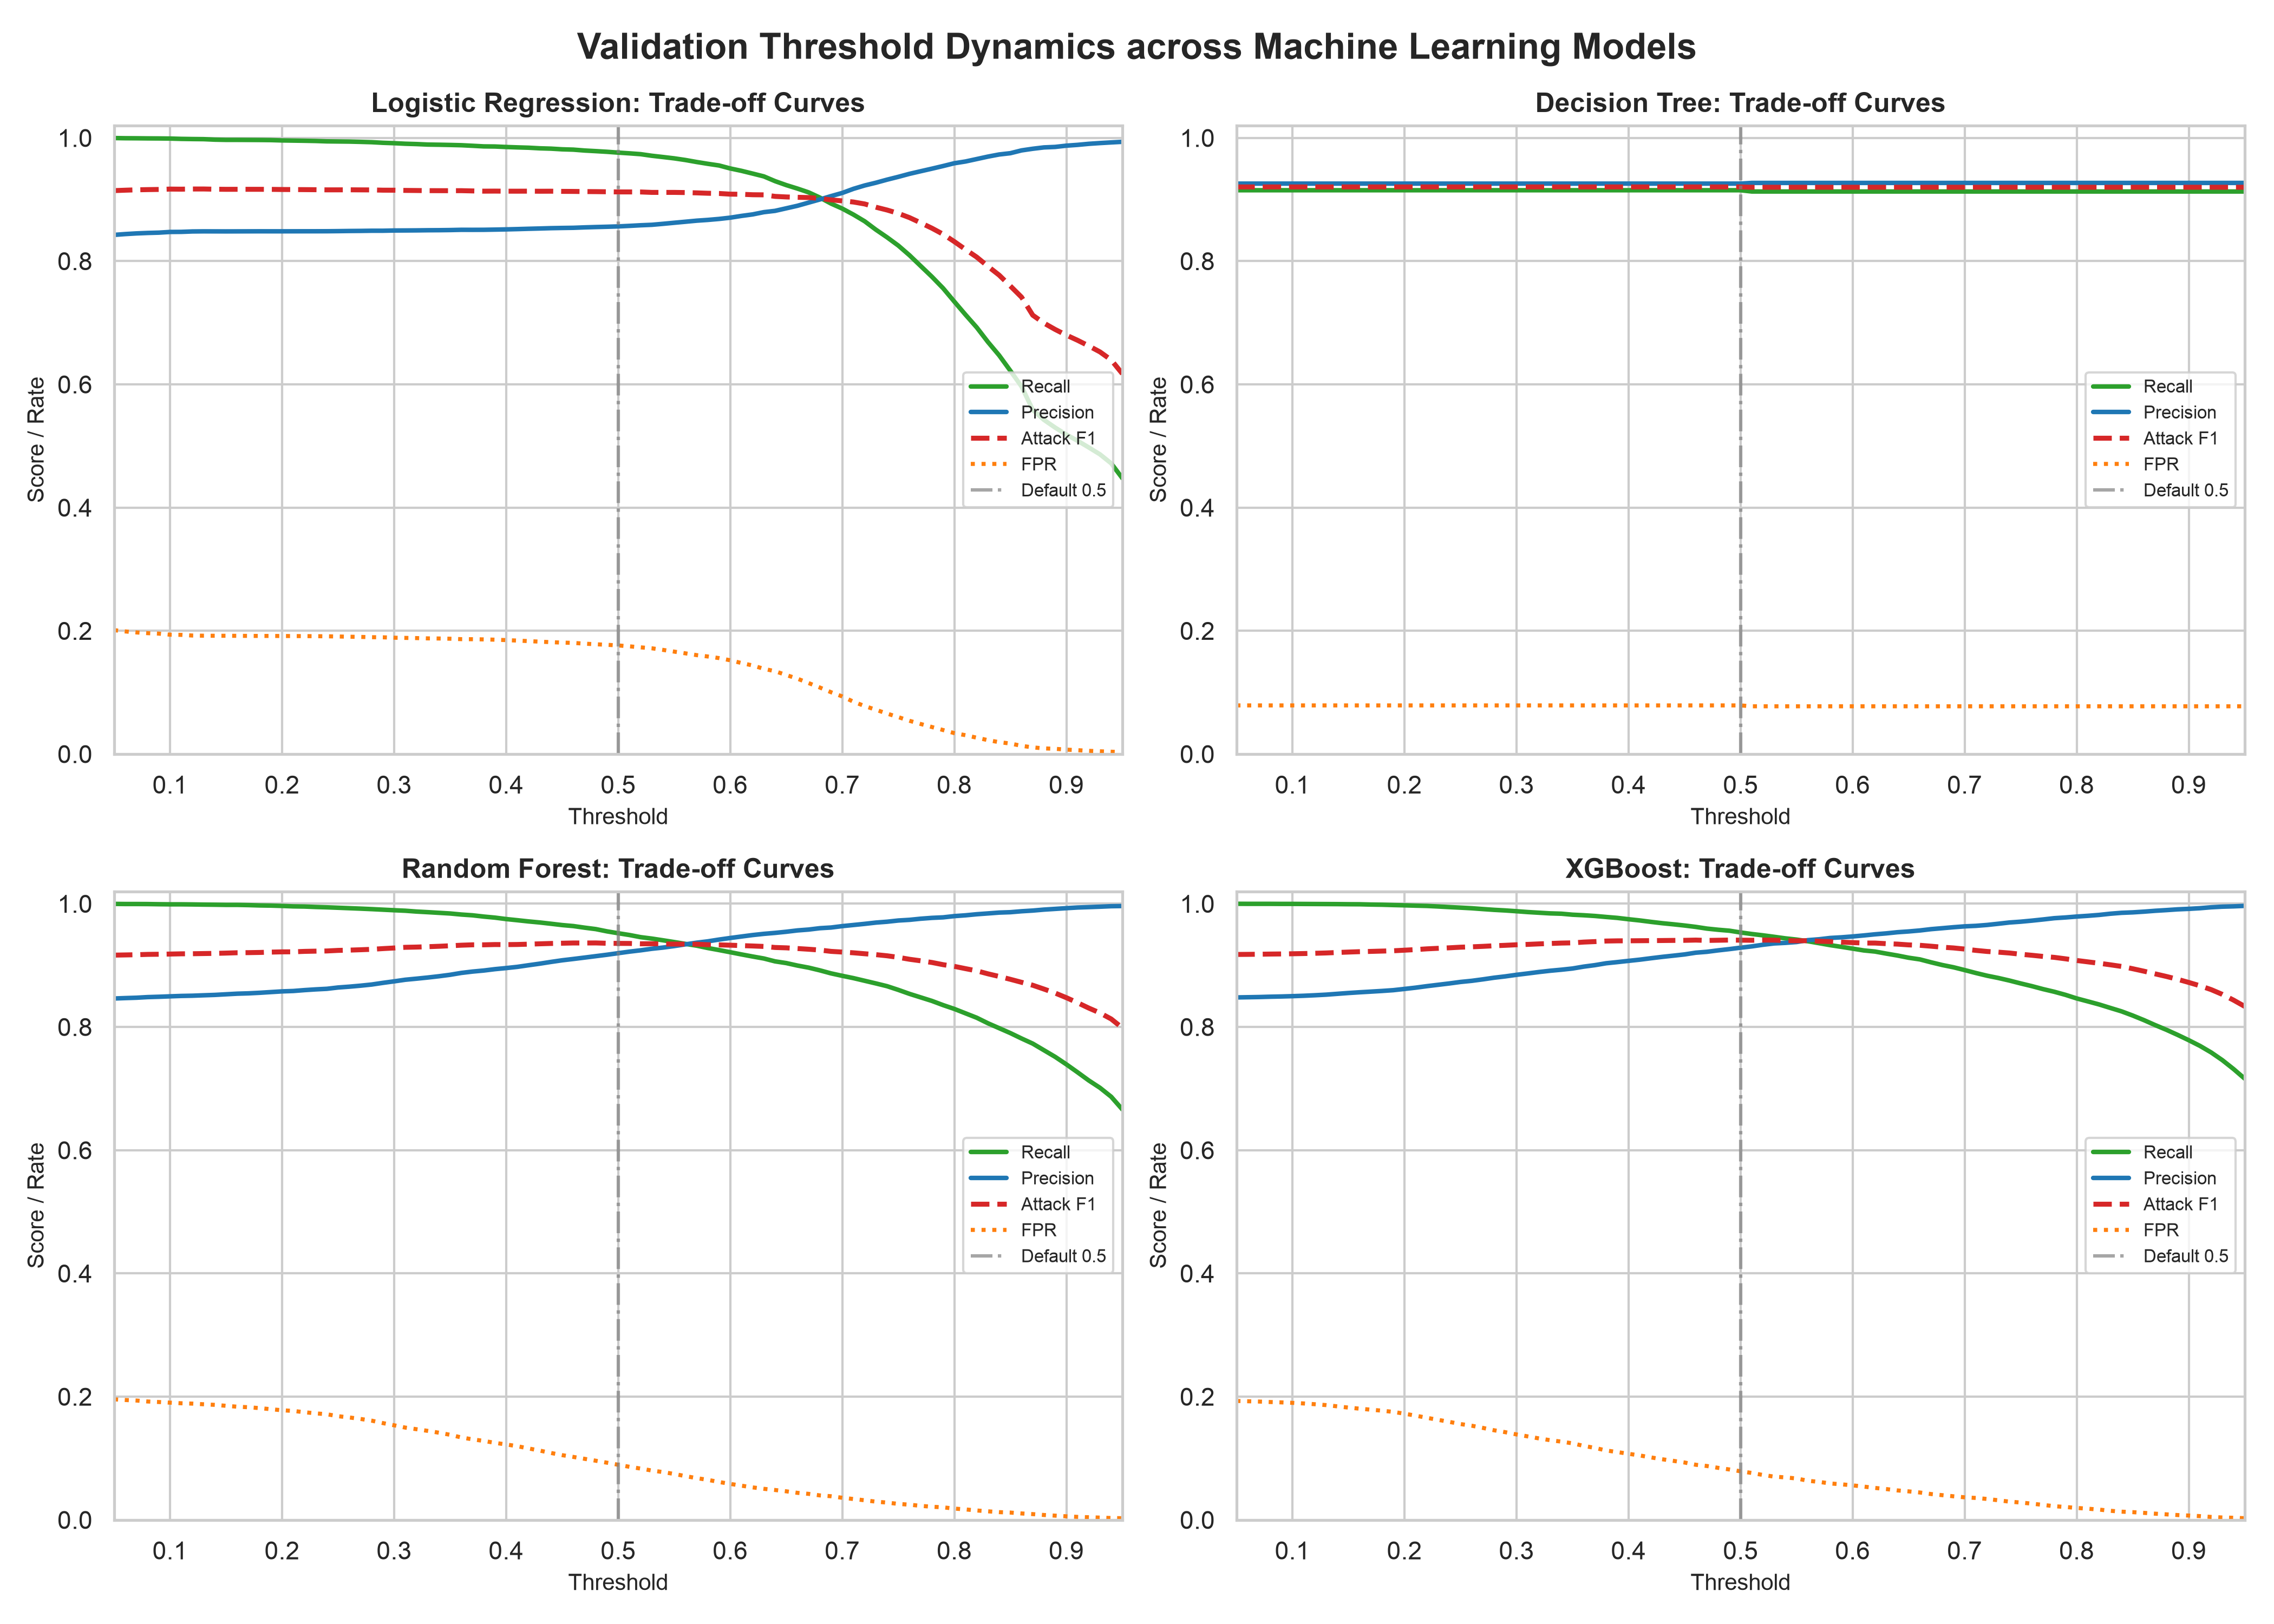 Validation Threshold Dynamics across Machine Learning Models
Logistic Regression: Trade-off Curves
1.0
0.8
0.6
0.4
0.2
0.0
Score / Rate
Recall
Precision
Attack F1
FPR
Default 0.5
0.1 0.2 0.3 0.4 0.5 0.6 0.7 0.8 0.9
Threshold
Decision Tree: Trade-off Curves
1.0
0.8
0.6
0.4
0.2
0.0
Score / Rate
Recall
Precision
Attack F1
FPR
Default 0.5
0.1 0.2 0.3 0.4 0.5 0.6 0.7 0.8 0.9
Threshold
Random Forest: Trade-off Curves
1.0
0.8
0.6
0.4
0.2
0.0
Score / Rate
Recall
Precision
Attack F1
FPR
Default 0.5
0.1 0.2 0.3 0.4 0.5 0.6 0.7 0.8 0.9
Threshold
XGBoost: Trade-off Curves
1.0
0.8
0.6
0.4
0.2
0.0
Score / Rate
Recall
Precision
Attack F1
FPR
Default 0.5
0.1 0.2 0.3 0.4 0.5 0.6 0.7 0.8 0.9
Threshold